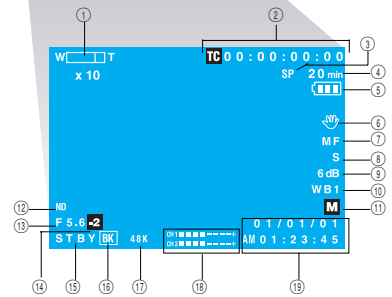 ① ②
W T TC 00:00:00:00 ③
x 10 SP 20 min ④
⑤
⑥
MF ⑦
S ⑧
6 dB ⑨
WB1 ⑩
M ⑪
⑫ ND
⑬ F 5.6 -2
STBY BK 48K
CH1
CH2
01/01/01
AM 01:23:45
⑭ ⑮ ⑯ ⑰ ⑱ ⑲